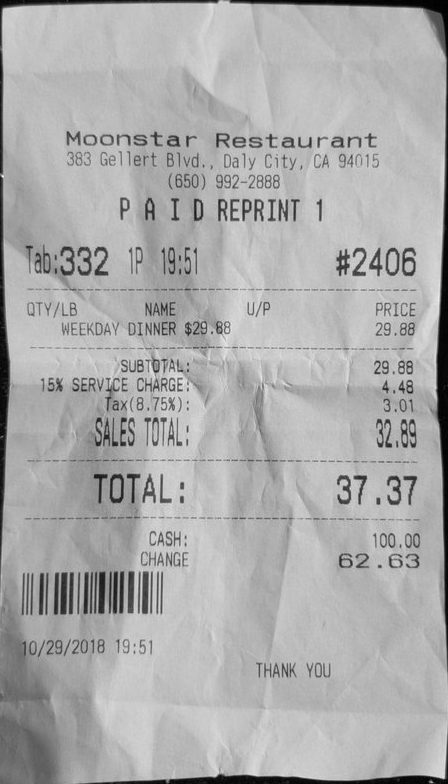 Moonstar Restaurant
383 Gellert Blvd., Daly City, CA 94015
(650) 992-2888
P A I D REPRINT 1
Tab:332 1P 19:51 #2406
QTY/LB NAME U/P PRICE
WEEKDAY DINNER $29.88 29.88
SUBTOTAL: 29.88
15% SERVICE CHARGE: 4.48
Tax(8.75%): 3.01
SALES TOTAL: 32.89
TOTAL: 37.37
CASH: 100.00
CHANGE 62.63
10/29/2018 19:51
THANK YOU